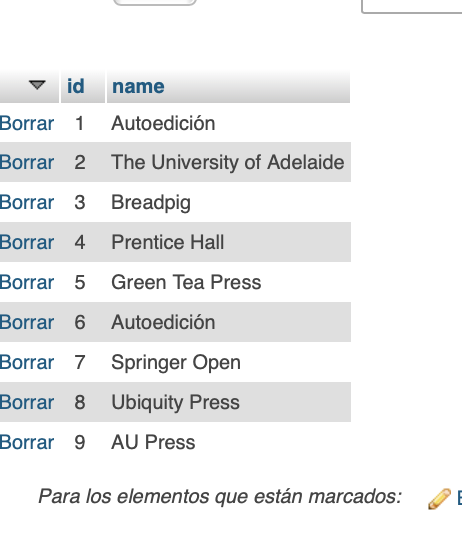 id name
Borrar 1 Autoedición
Borrar 2 The University of Adelaide
Borrar 3 Breadpig
Borrar 4 Prentice Hall
Borrar 5 Green Tea Press
Borrar 6 Autoedición
Borrar 7 Springer Open
Borrar 8 Ubiquity Press
Borrar 9 AU Press
Para los elementos que están marcados: